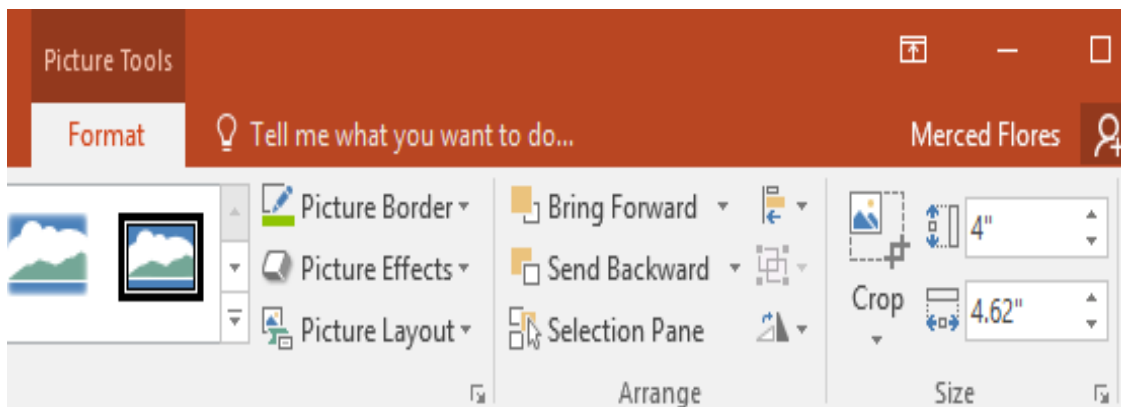 Picture Tools
Format
Tell me what you want to do...
Merced Flores
Picture Border
Bring Forward
4"
Picture Effects
Send Backward
Crop
4.62"
Picture Layout
Selection Pane
Arrange
Size